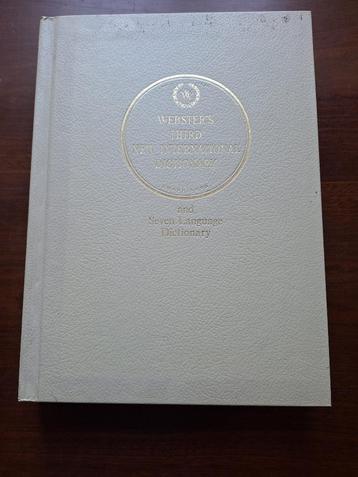 W
WEBSTER'S
THIRD
NEW INTERNATIONAL
DICTIONARY
and
Seven Language
Dictionary